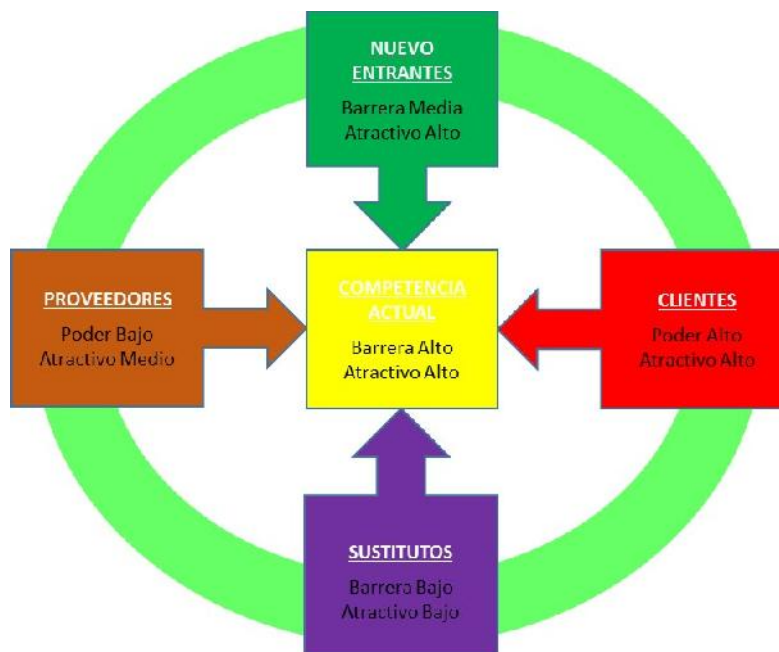 NUEVO
ENTRANTES
Barrera Media
Atractivo Alto
PROVEEDORES
Poder Bajo
Atractivo Medio
COMPETENCIA
ACTUAL
Barrera Alto
Atractivo Alto
CLIENTES
Poder Alto
Atractivo Alto
SUSTITUTOS
Barrera Bajo
Atractivo Bajo